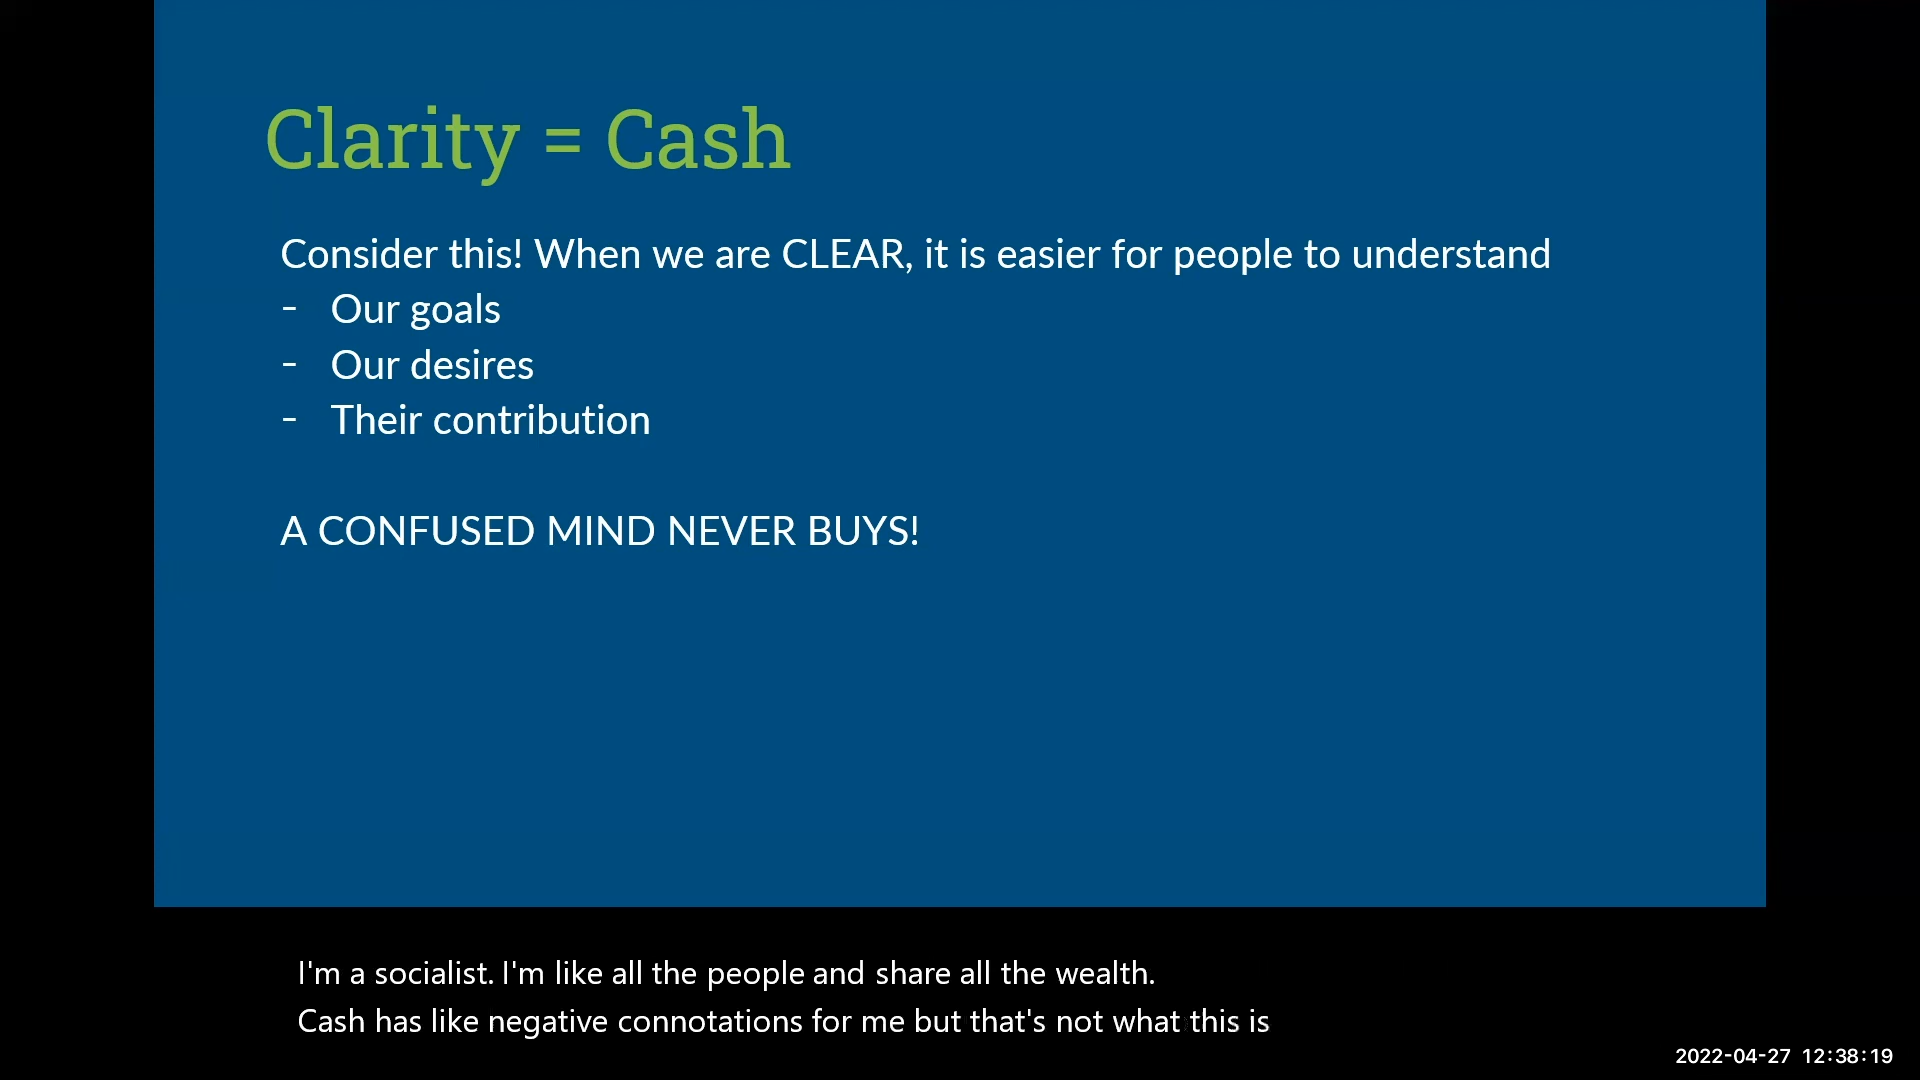 Clarity = Cash
Consider this! When we are CLEAR, it is easier for people to understand
- Our goals
- Our desires
- Their contribution
A CONFUSED MIND NEVER BUYS!
I'm a socialist. I'm like all the people and share all the wealth.
Cash has like negative connotations for me but that's not what this is
2022-04-27 12:38:19